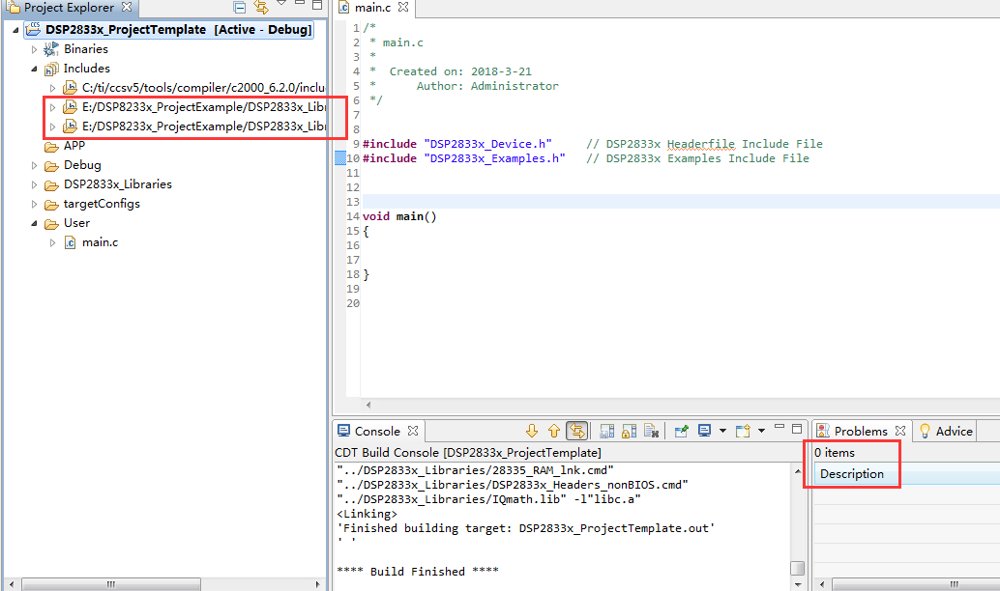 Project Explorer
DSP2833x_ProjectTemplate [Active - Debug]
Binaries
Includes
C:/ti/ccsv5/tools/compiler/c2000_6.2.0/inclu
E:/DSP8233x_ProjectExample/DSP2833x_Libr
E:/DSP8233x_ProjectExample/DSP2833x_Libr
APP
Debug
DSP2833x_Libraries
targetConfigs
User
main.c
main.c
1 /*
2 * main.c
3 *
4 * Created on: 2018-3-21
5 * Author: Administrator
6 */
7
8
9 #include "DSP2833x_Device.h" // DSP2833x Headerfile Include File
10 #include "DSP2833x_Examples.h" // DSP2833x Examples Include File
11
12
13
14 void main()
15 {
16
17
18 }
19
20
Console
CDT Build Console [DSP2833x_ProjectTemplate]
"../DSP2833x_Libraries/28335_RAM_lnk.cmd"
"../DSP2833x_Libraries/DSP2833x_Headers_nonBIOS.cmd"
"../DSP2833x_Libraries/IQmath.lib" -l"libc.a"
<Linking>
'Finished building target: DSP2833x_ProjectTemplate.out'
' '
**** Build Finished ****
Problems
Advice
0 items
Description